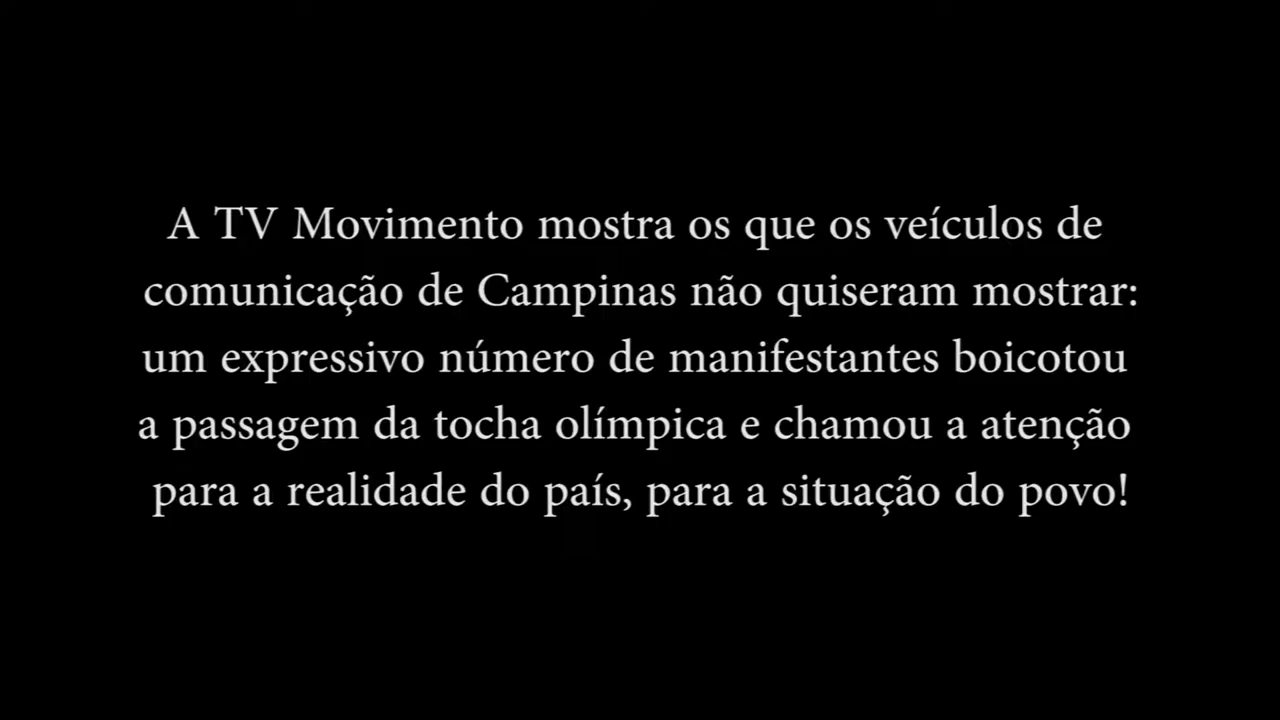 A TV Movimento mostra os que os veículos de
comunicação de Campinas não quiseram mostrar:
um expressivo número de manifestantes boicotou
a passagem da tocha olímpica e chamou a atenção
para a realidade do país, para a situação do povo!